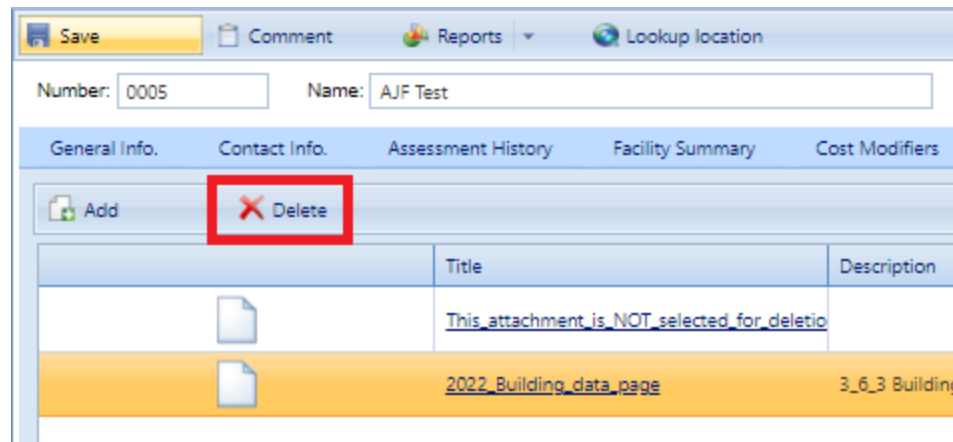 Save Comment Reports Lookup location
Number: 0005 Name: AJF Test
General Info. Contact Info. Assessment History Facility Summary Cost Modifiers
Add Delete
Title Description
This_attachment_is_NOT_selected_for_deletio
2022_Building_data_page 3_6_3 Building